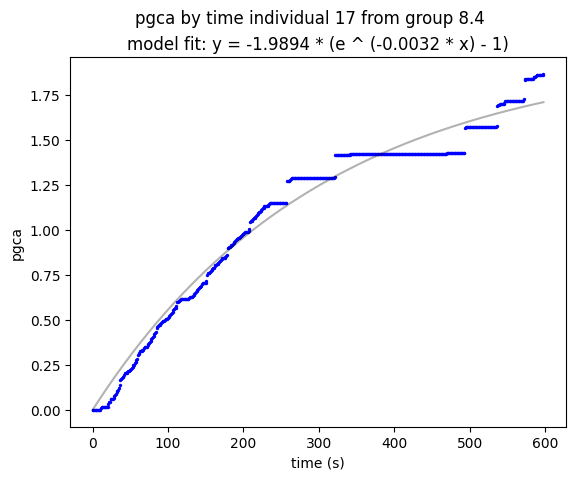 pgca by time individual 17 from group 8.4
model fit: y = -1.9894 * (e ^ (-0.0032 * x) - 1)
1.75
1.50
1.25
1.00
0.75
0.50
0.25
0.00
pgca
0 100 200 300 400 500 600
time (s)